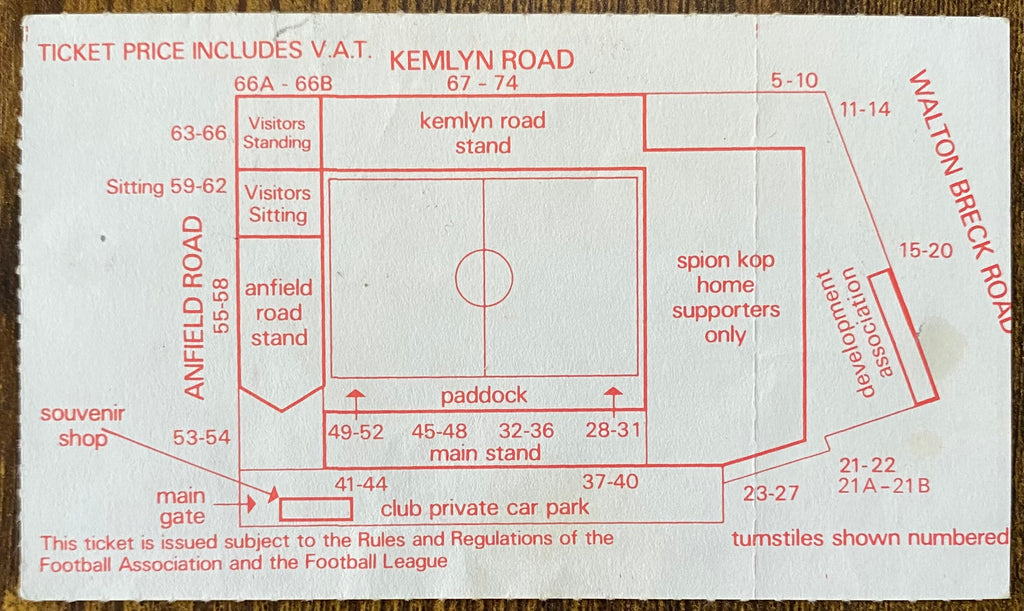 TICKET PRICE INCLUDES V.A.T.
KEMLYN ROAD
66A - 66B
67 - 74
5-10
11-14
WALTON BRECK ROAD
63-66
Visitors
Standing
kemlyn road
stand
Sitting 59-62
Visitors
Sitting
ANFIELD ROAD
55-58
anfield
road
stand
spion kop
home
supporters
only
15-20
development
association
paddock
souvenir
shop
53-54
49-52
45-48
32-36
28-31
main stand
41-44
37-40
21-22
21A-21B
23-27
main
gate
club private car park
turnstiles shown numbered
This ticket is issued subject to the Rules and Regulations of the
Football Association and the Football League